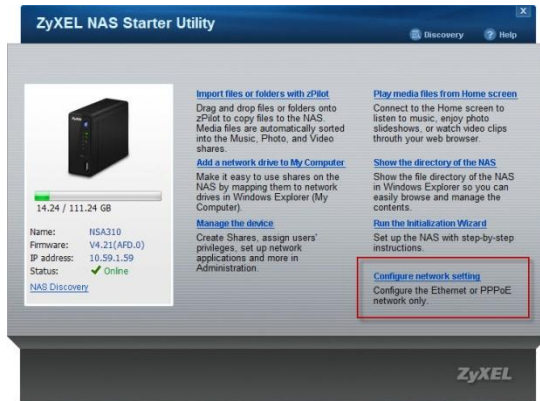 ZyXEL NAS Starter Utility
Discovery
Help
14.24 / 111.24 GB
Name: NSA310
Firmware: V4.21(AFD.0)
IP address: 10.59.1.59
Status: Online
NAS Discovery
Import files or folders with zPilot
Drag and drop files or folders onto
zPilot to copy files to the NAS.
Media files are automatically sorted
into the Music, Photo, and Video
shares.
Add a network drive to My Computer
Make it easy to use shares on the
NAS by mapping them to network
drives in Windows Explorer (My
Computer).
Manage the device
Create Shares, assign users'
privileges, set up network
applications and more in
Administration.
Play media files from Home screen
Connect to the Home screen to
listen to music, enjoy photo
slideshows, or watch video clips
throuth your web browser.
Show the directory of the NAS
Show the file directory of the NAS
in Windows Explorer so you can
easily browse and manage the
contents.
Run the Initialization Wizard
Set up the NAS with step-by-step
instructions.
Configure network setting
Configure the Ethernet or PPPoE
network only.
ZyXEL